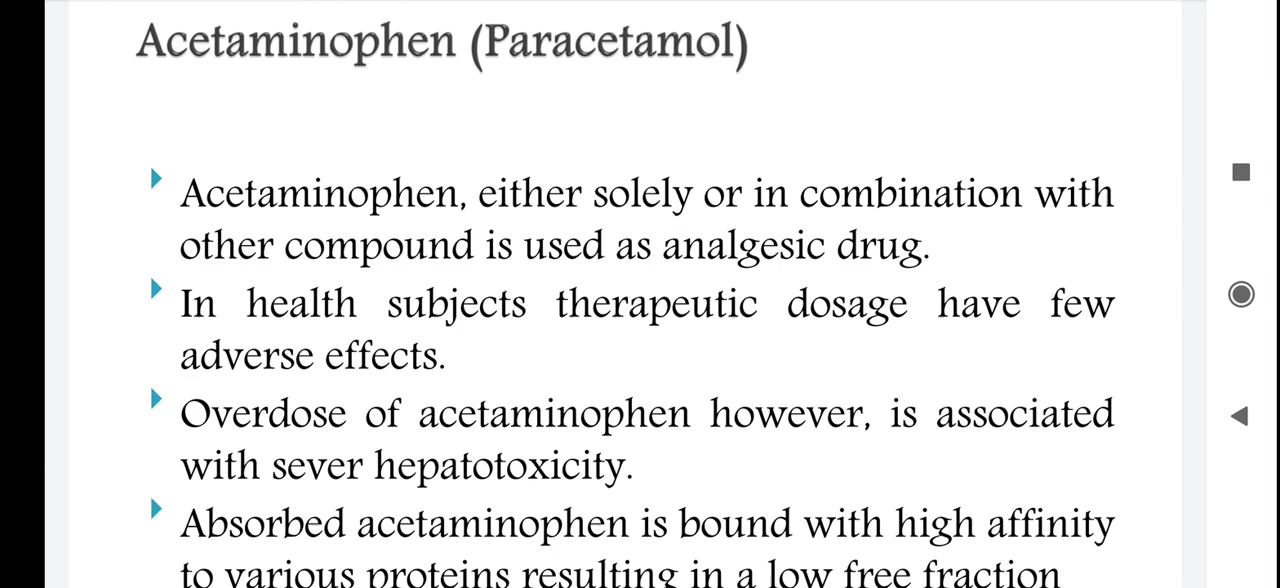 Acetaminophen (Paracetamol)
Acetaminophen, either solely or in combination with
other compound is used as analgesic drug.
In health subjects therapeutic dosage have few
adverse effects.
Overdose of acetaminophen however, is associated
with sever hepatotoxicity.
Absorbed acetaminophen is bound with high affinity
to various proteins resulting in a low free fraction